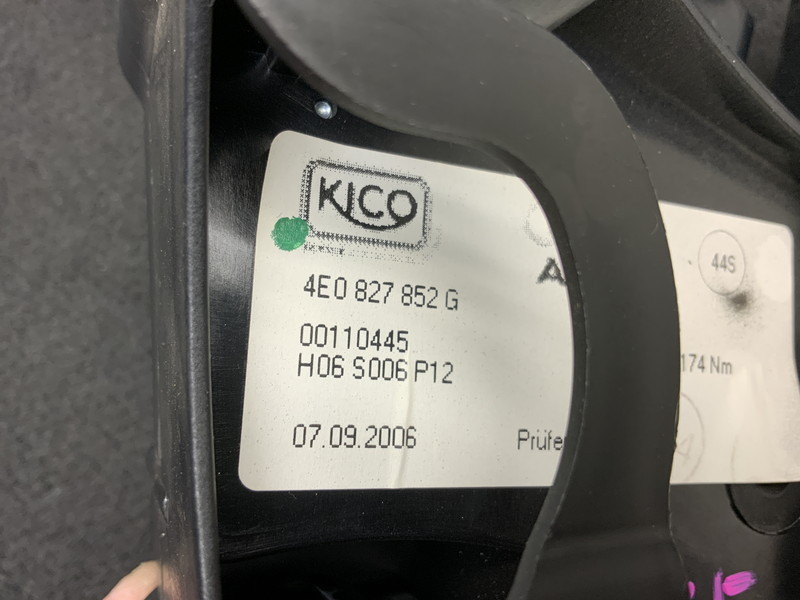 KICO
4E0 827 852 G
00110445
H06 S006 P12
07.09.2006
A
44S
174 Nm
Prüfe